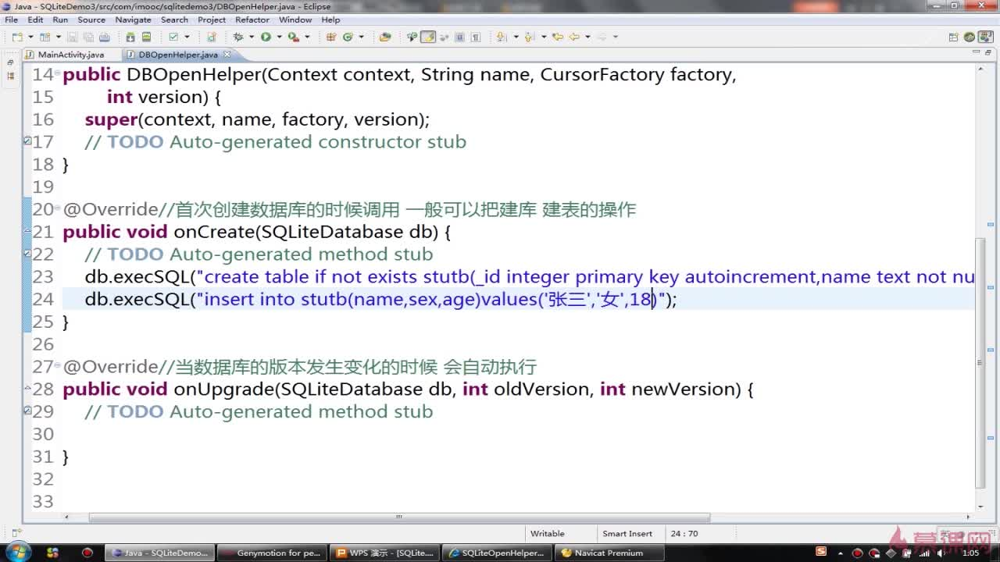 Java - SQLiteDemo3/src/com/imooc/sqlitedemo3/DBOpenHelper.java - Eclipse
File Edit Run Source Navigate Search Project Refactor Window Help
MainActivity.java DBOpenHelper.java
14 public DBOpenHelper(Context context, String name, CursorFactory factory,
15 int version) {
16 super(context, name, factory, version);
17 // TODO Auto-generated constructor stub
18 }
19
20 @Override//首次创建数据库的时候调用 一般可以把建库 建表的操作
21 public void onCreate(SQLiteDatabase db) {
22 // TODO Auto-generated method stub
23 db.execSQL("create table if not exists stutb(_id integer primary key autoincrement,name text not nu
24 db.execSQL("insert into stutb(name,sex,age)values('张三','女',18)");
25 }
26
27 @Override//当数据库的版本发生变化的时候 会自动执行
28 public void onUpgrade(SQLiteDatabase db, int oldVersion, int newVersion) {
29 // TODO Auto-generated method stub
30
31 }
32
33
Writable Smart Insert 24 : 70
慕课网
Java - SQLiteDemo... Genymotion for pe... WPS 演示 - [SQLite.... SQLiteOpenHelper... Navicat Premium 1:05